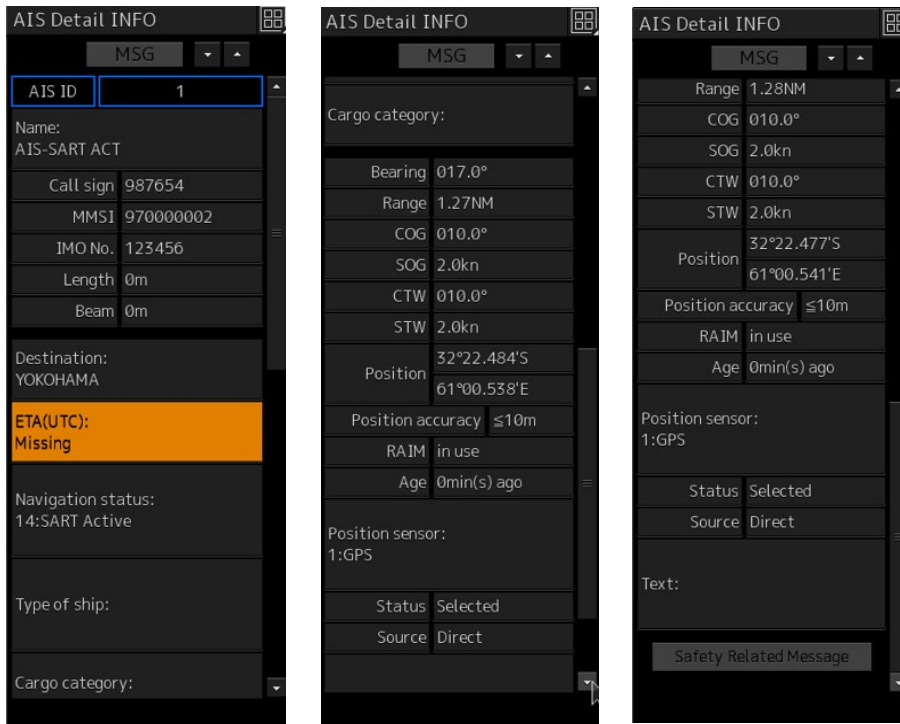 AIS Detail INFO
MSG
AIS ID 1
Name:
AIS-SART ACT
Call sign 987654
MMSI 970000002
IMO No. 123456
Length 0m
Beam 0m
Destination:
YOKOHAMA
ETA(UTC):
Missing
Navigation status:
14:SART Active
Type of ship:
Cargo category:
AIS Detail INFO
MSG
Cargo category:
Bearing 017.0°
Range 1.27NM
COG 010.0°
SOG 2.0kn
CTW 010.0°
STW 2.0kn
Position 32°22.484'S
61°00.538'E
Position accuracy ≦10m
RAIM in use
Age 0min(s) ago
Position sensor:
1:GPS
Status Selected
Source Direct
AIS Detail INFO
MSG
Range 1.28NM
COG 010.0°
SOG 2.0kn
CTW 010.0°
STW 2.0kn
Position 32°22.477'S
61°00.541'E
Position accuracy ≦10m
RAIM in use
Age 0min(s) ago
Position sensor:
1:GPS
Status Selected
Source Direct
Text:
Safety Related Message